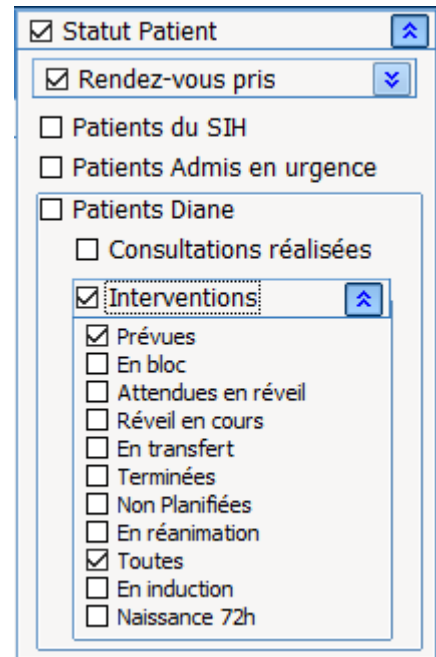 Statut Patient
Rendez-vous pris
Patients du SIH
Patients Admis en urgence
Patients Diane
Consultations réalisées
Interventions
Prévues
En bloc
Attendues en réveil
Réveil en cours
En transfert
Terminées
Non Planifiées
En réanimation
Toutes
En induction
Naissance 72h